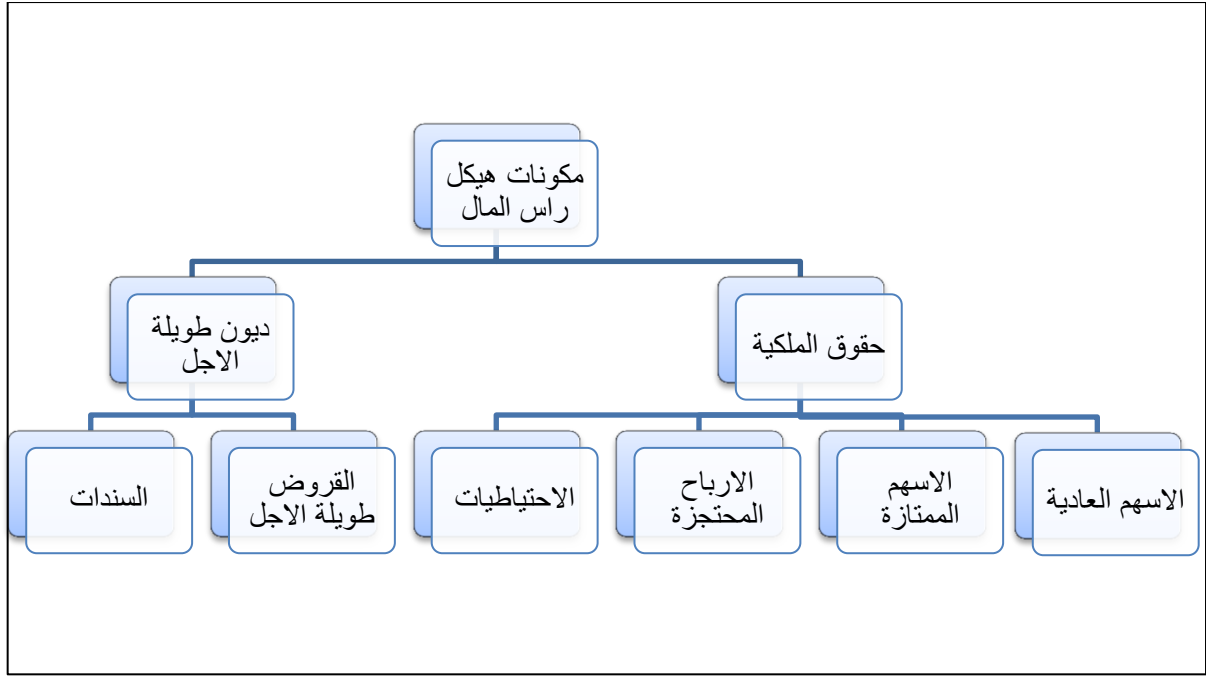 مكونات هيكل
راس المال
حقوق الملكية
ديون طويلة
الاجل
الاسهم العادية
الاسهم
الممتازة
الارباح
المحتجزة
الاحتياطيات
القروض
طويلة الاجل
السندات